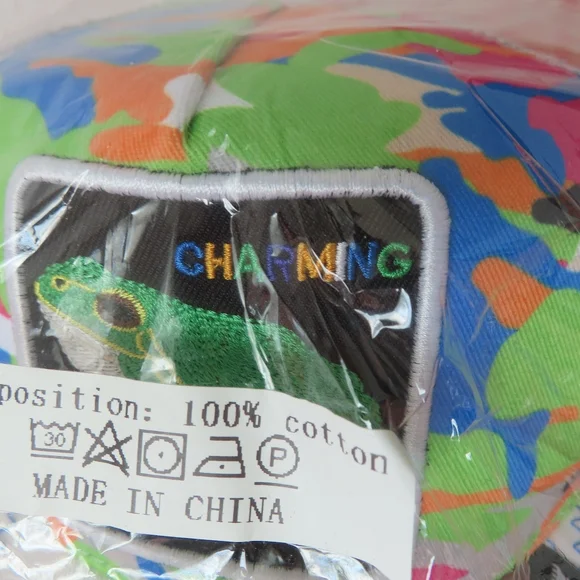 CHARMING
position: 100% cotton
30 P
MADE IN CHINA